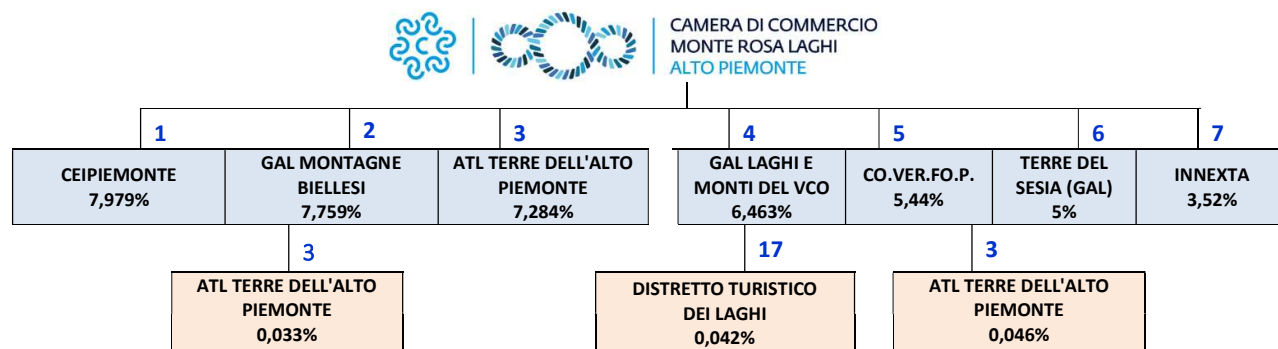 CAMERA DI COMMERCIO
MONTE ROSA LAGHI
ALTO PIEMONTE
1
2
3
4
5
6
7
CEIPIEMONTE
7,979%
GAL MONTAGNE
BIELLESI
7,759%
ATL TERRE DELL'ALTO
PIEMONTE
7,284%
GAL LAGHI E
MONTI DEL VCO
6,463%
CO.VER.FO.P.
5,44%
TERRE DEL
SESIA (GAL)
5%
INNEXTA
3,52%
3
17
3
ATL TERRE DELL'ALTO
PIEMONTE
0,033%
DISTRETTO TURISTICO
DEI LAGHI
0,042%
ATL TERRE DELL'ALTO
PIEMONTE
0,046%